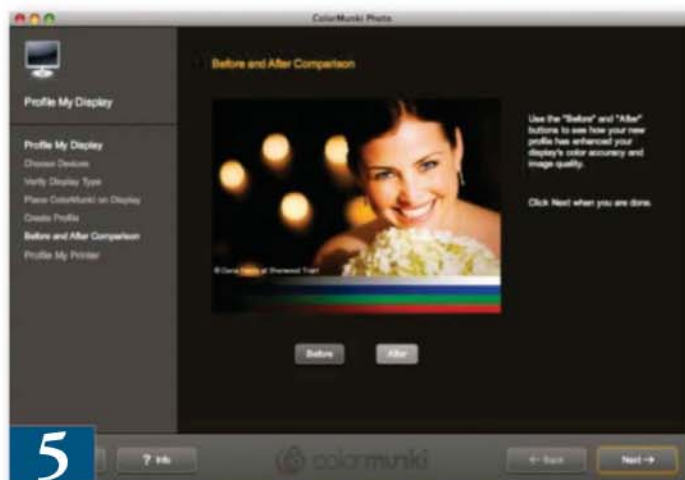 ColorMunki Photo
Profile My Display
Profile My Display
Choose Devices
Verify Display Type
Place ColorMunki on Display
Create Profile
Before and After Comparison
Profile My Printer
Before and After Comparison
at Sherwood
Before
After
Use the "Before" and "After"
buttons to see how your new
profile has enhanced your
display's color accuracy and
image quality.
Click Next when you are done.
5
? Info
colormunki
← Back
Next →